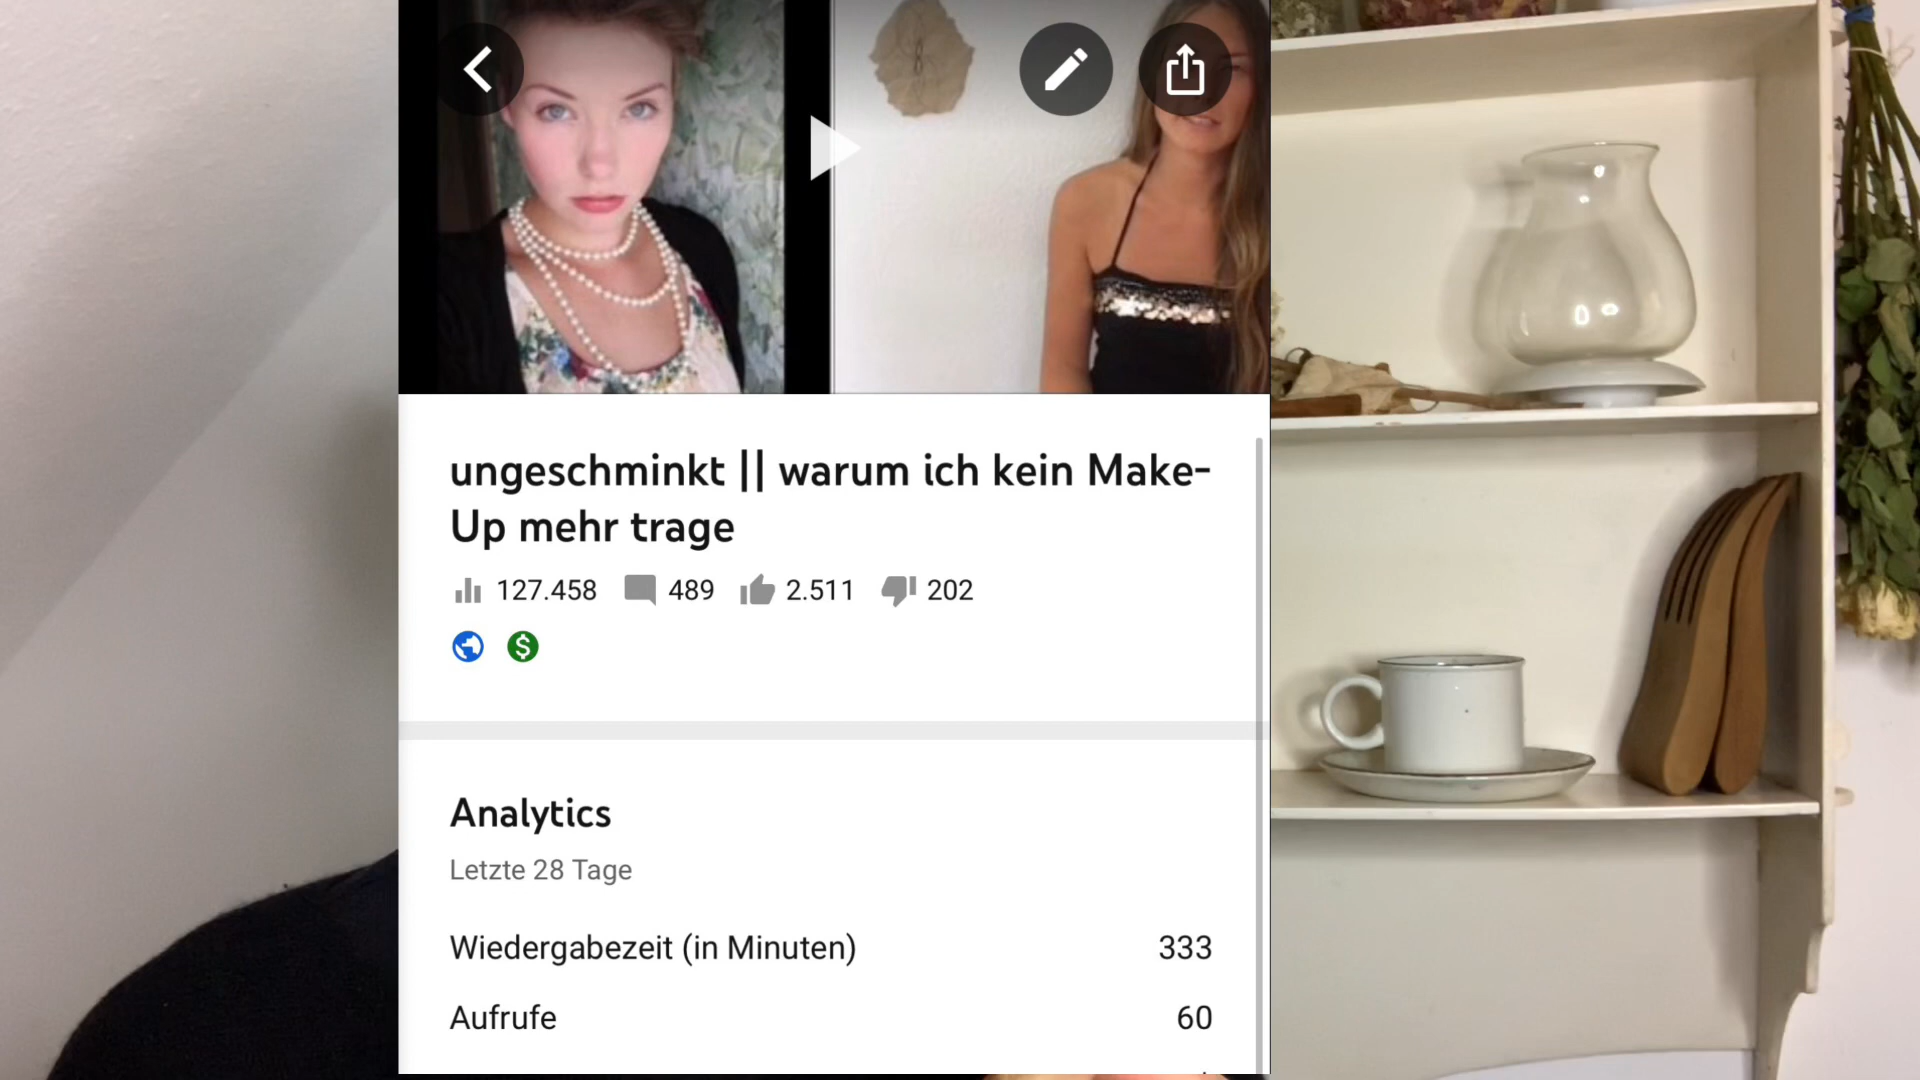 ungeschminkt || warum ich kein Make-
Up mehr trage
127.458 489 2.511 202
Analytics
Letzte 28 Tage
Wiedergabezeit (in Minuten) 333
Aufrufe 60